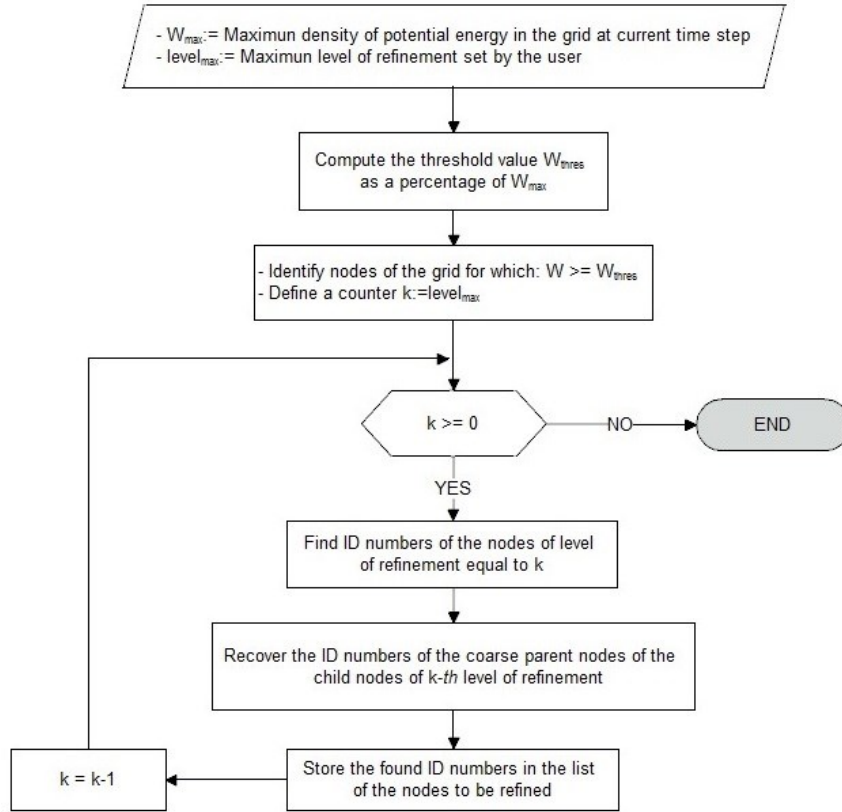 - Wmax:= Maximun density of potential energy in the grid at current time step
- levelmax:= Maximun level of refinement set by the user
Compute the threshold value Wthres
as a percentage of Wmax
- Identify nodes of the grid for which: W >= Wthres
- Define a counter k:=levelmax
k >= 0
NO
END
YES
Find ID numbers of the nodes of level
of refinement equal to k
Recover the ID numbers of the coarse parent nodes of the
child nodes of k-th level of refinement
Store the found ID numbers in the list
of the nodes to be refined
k = k-1